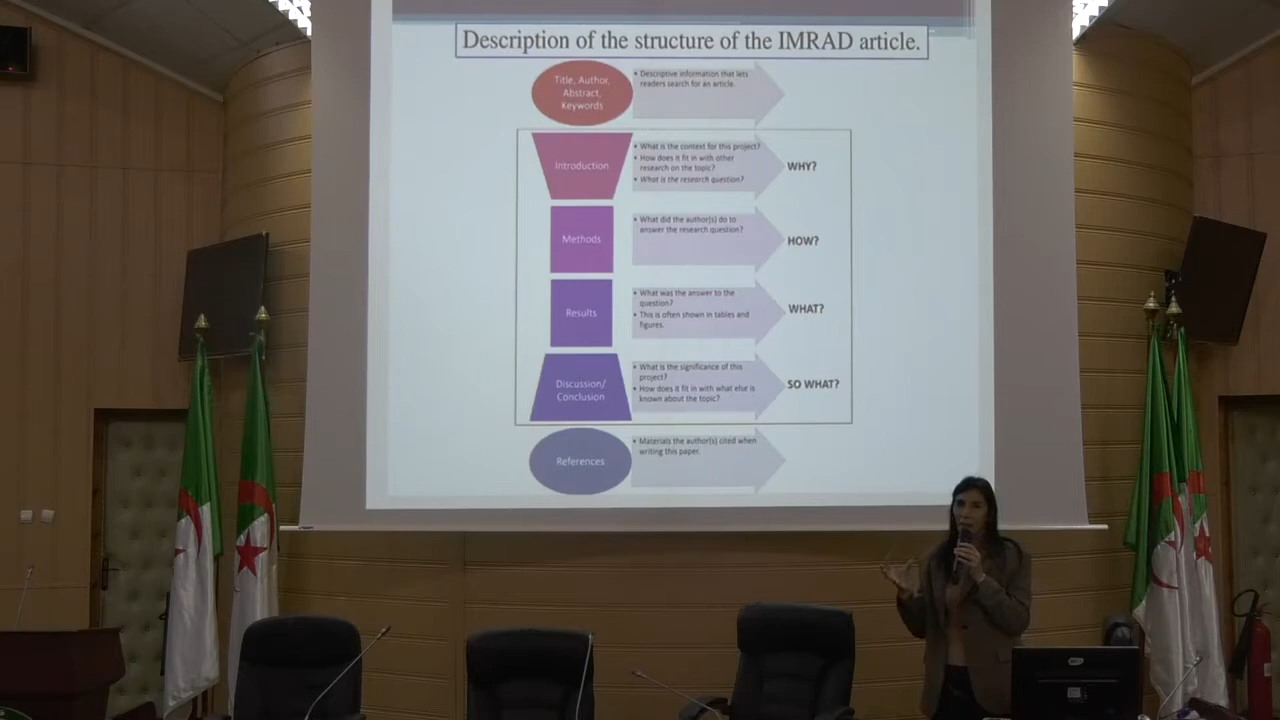 Description of the structure of the IMRAD article.
Title, Author,
Abstract,
Keywords
• Descriptive information that lets
readers search for an article.
Introduction
• What is the context for this project?
• How does it fit in with other
research on the topic?
• What is the research question?
WHY?
Methods
• What did the author(s) do to
answer the research question?
HOW?
Results
• What was the answer to the
question?
• This is often shown in tables and
figures.
WHAT?
Discussion/
Conclusion
• What is the significance of this
project?
• How does it fit in with what else is
known about the topic?
SO WHAT?
References
• Materials the author(s) cited when
writing this paper.